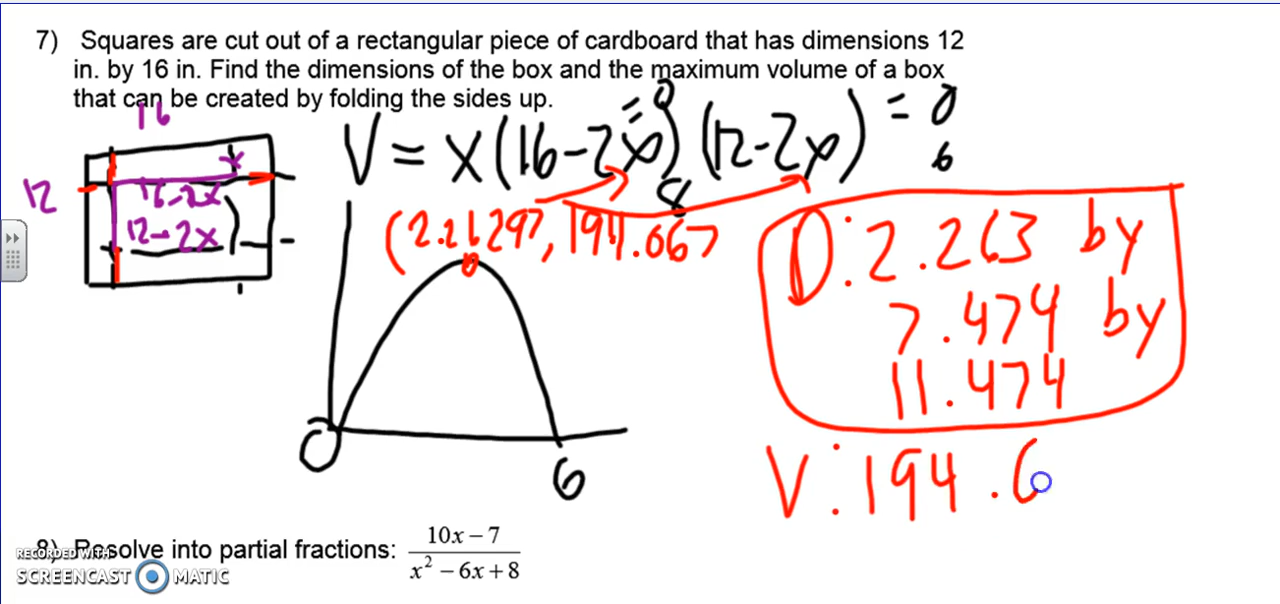 7) Squares are cut out of a rectangular piece of cardboard that has dimensions 12
in. by 16 in. Find the dimensions of the box and the maximum volume of a box
that can be created by folding the sides up.
16
=0
V = x(16-2x)(12-2x) = 0
x
8
6
12
16-2x
12-2x
(2.26297, 194.067
D: 2.263 by
7.474 by
11.474
0
6
V: 194.6
8) Resolve into partial fractions: 10x – 7 / x² – 6x + 8
RECORDED WITH
SCREENCAST MATIC